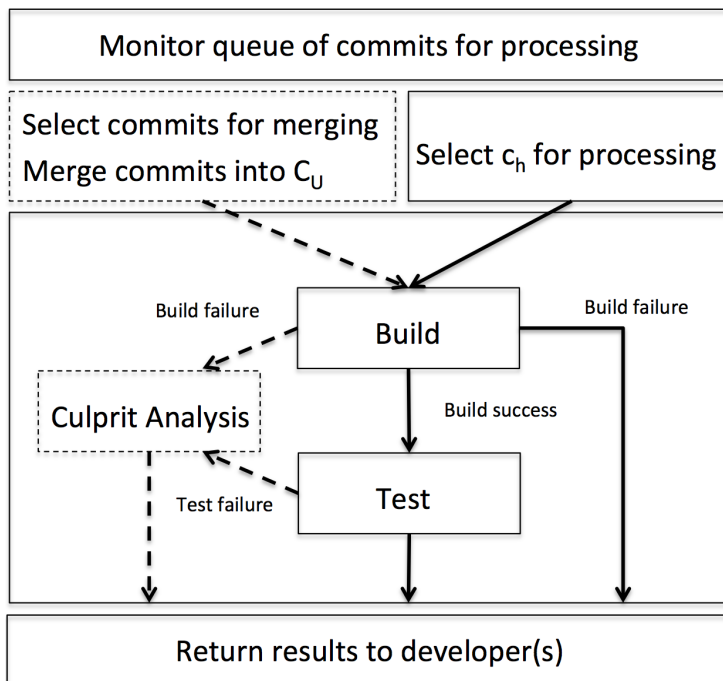 Monitor queue of commits for processing
Select commits for merging
Merge commits into C_U
Select c_h for processing
Build failure
Build failure
Build
Culprit Analysis
Build success
Test failure
Test
Return results to developer(s)